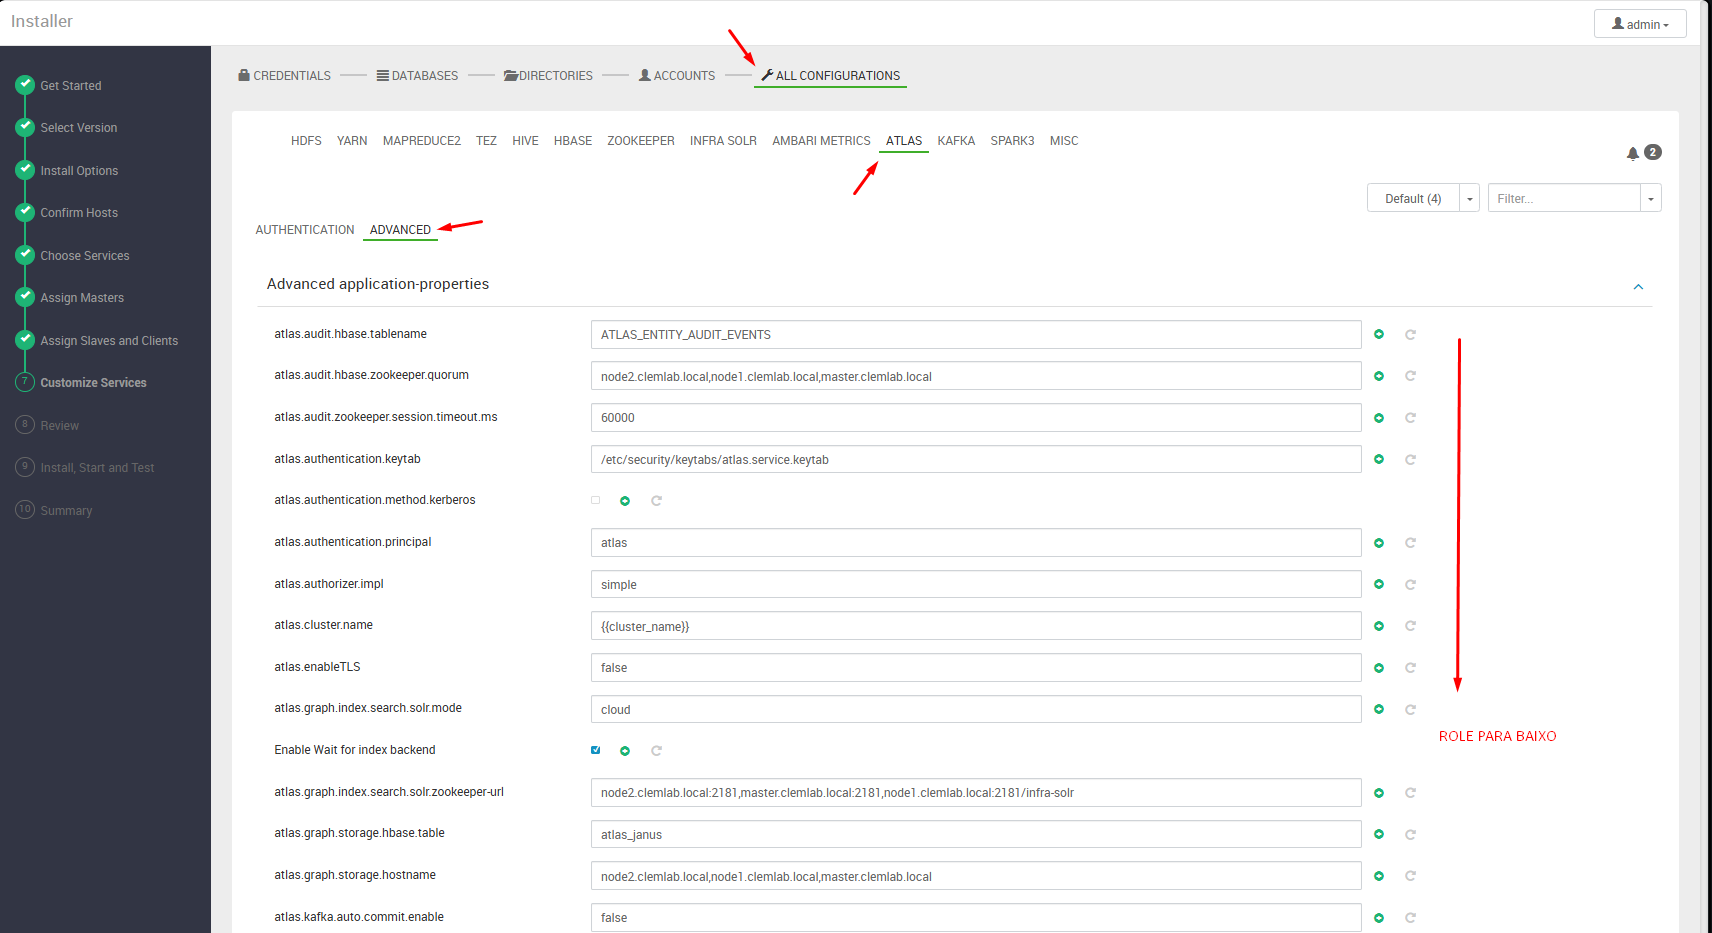 Installer
admin
CREDENTIALS DATABASES DIRECTORIES ACCOUNTS ALL CONFIGURATIONS
Get Started
Select Version
Install Options
Confirm Hosts
Choose Services
Assign Masters
Assign Slaves and Clients
7 Customize Services
8 Review
9 Install, Start and Test
10 Summary
HDFS YARN MAPREDUCE2 TEZ HIVE HBASE ZOOKEEPER INFRA SOLR AMBARI METRICS ATLAS KAFKA SPARK3 MISC
2
Default (4) Filter...
AUTHENTICATION ADVANCED
Advanced application-properties
atlas.audit.hbase.tablename ATLAS_ENTITY_AUDIT_EVENTS
atlas.audit.hbase.zookeeper.quorum node2.clemlab.local,node1.clemlab.local,master.clemlab.local
atlas.audit.zookeeper.session.timeout.ms 60000
atlas.authentication.keytab /etc/security/keytabs/atlas.service.keytab
atlas.authentication.method.kerberos
atlas.authentication.principal atlas
atlas.authorizer.impl simple
atlas.cluster.name {{cluster_name}}
atlas.enableTLS false
atlas.graph.index.search.solr.mode cloud
ROLE PARA BAIXO
Enable Wait for index backend
atlas.graph.index.search.solr.zookeeper-url node2.clemlab.local:2181,master.clemlab.local:2181,node1.clemlab.local:2181/infra-solr
atlas.graph.storage.hbase.table atlas_janus
atlas.graph.storage.hostname node2.clemlab.local,node1.clemlab.local,master.clemlab.local
atlas.kafka.auto.commit.enable false